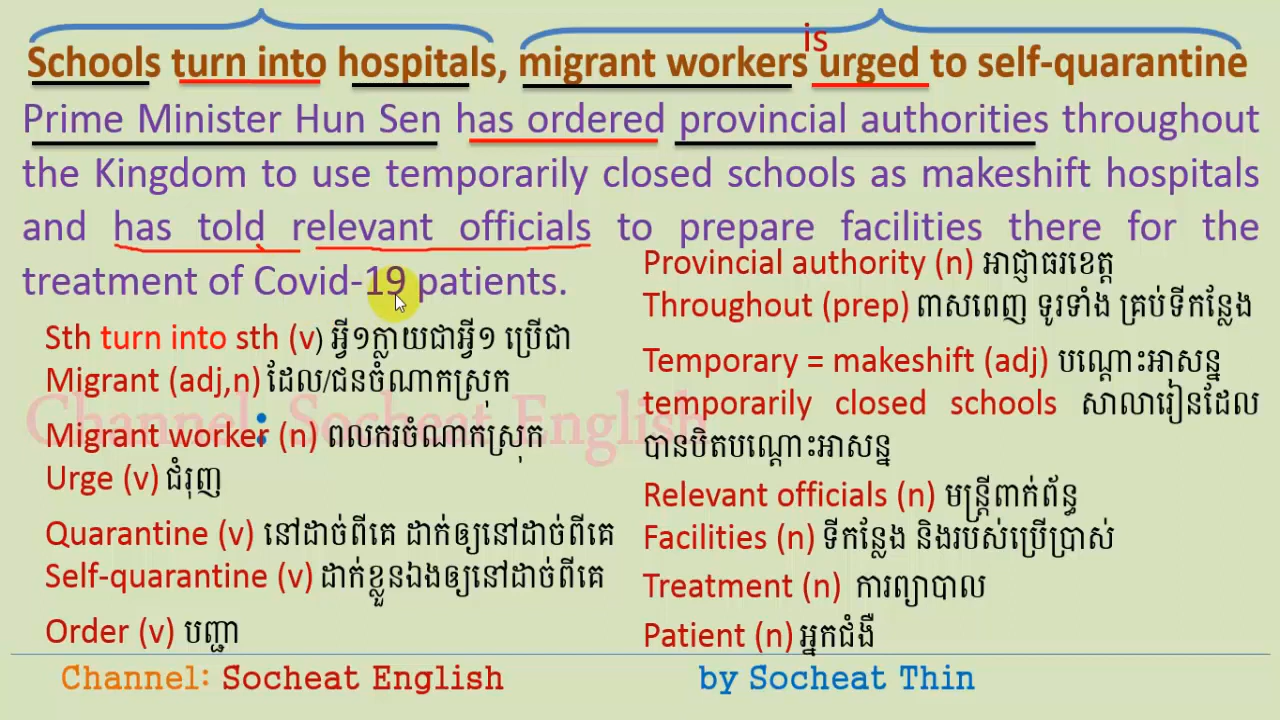 is
Schools turn into hospitals, migrant workers urged to self-quarantine
Prime Minister Hun Sen has ordered provincial authorities throughout
the Kingdom to use temporarily closed schools as makeshift hospitals
and has told relevant officials to prepare facilities there for the
treatment of Covid-19 patients.
Sth turn into sth (v) អ្វី១ក្លាយជាអ្វី១ ប្រើជា
Migrant (adj,n) ដែល/ជនចំណាកស្រុក
Migrant worker (n) ពលករចំណាកស្រុក
Urge (v) ជំរុញ
Quarantine (v) នៅដាច់ពីគេ ដាក់ឲ្យនៅដាច់ពីគេ
Self-quarantine (v) ដាក់ខ្លួនឯងឲ្យនៅដាច់ពីគេ
Order (v) បញ្ជា
Provincial authority (n) អាជ្ញាធរខេត្ត
Throughout (prep) ពាសពេញ ទូរទាំង គ្រប់ទីកន្លែង
Temporary = makeshift (adj) បណ្តោះអាសន្ន
temporarily closed schools សាលារៀនដែល
បានបិតបណ្តោះអាសន្ន
Relevant officials (n) មន្ត្រីពាក់ព័ន្ធ
Facilities (n) ទីកន្លែង និងរបស់ប្រើប្រាស់
Treatment (n) ការព្យាបាល
Patient (n) អ្នកជំងឺ
Channel: Socheat English
Channel: Socheat English
by Socheat Thin